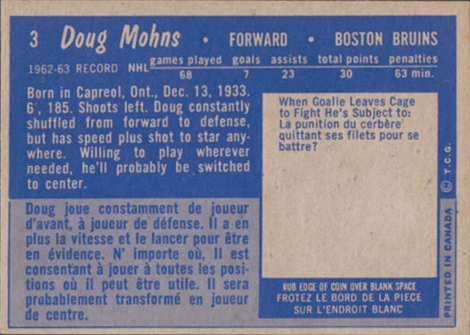 3 Doug Mohns • FORWARD • BOSTON BRUINS
games played goals assists total points penalties
1962-63 RECORD NHL 68 7 23 30 63 min.
Born in Capreol, Ont., Dec. 13, 1933.
6', 185. Shoots left. Doug constantly
shuffled from forward to defense,
but has speed plus shot to star any-
where. Willing to play wherever
needed, he'll probably be switched
to center.
Doug joue constamment de joueur
d'avant, à joueur de défense. Il a en
plus la vitesse et le lancer pour être
en évidence. N' importe où, Il est
consentant à jouer à toutes les posi-
tions où il peut être utile. Il sera
probablement transformé en joueur
de centre.
When Goalie Leaves Cage
to Fight He's Subject to:
La punition du cerbère
quittant ses filets pour se
battre?
RUB EDGE OF COIN OVER BLANK SPACE
FROTEZ LE BORD DE LA PIECE
SUR L'ENDROIT BLANC
© T.C.G. PRINTED IN CANADA